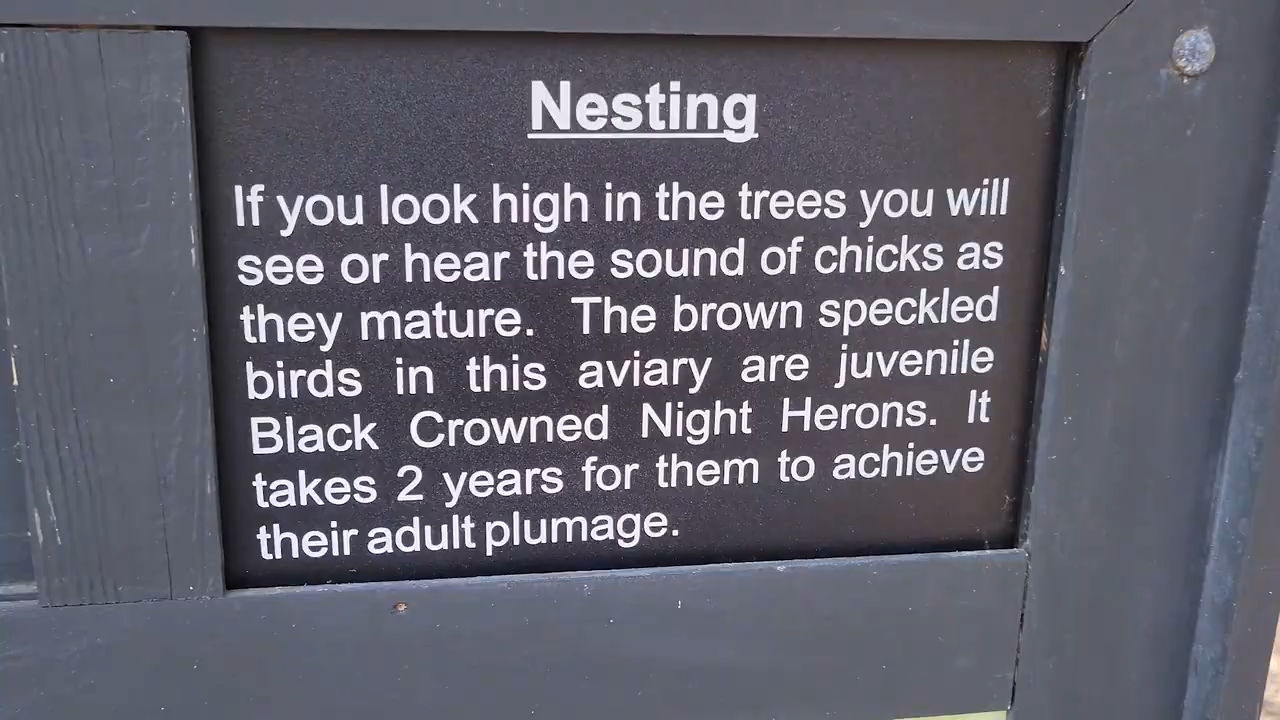 Nesting
If you look high in the trees you will
see or hear the sound of chicks as
they mature. The brown speckled
birds in this aviary are juvenile
Black Crowned Night Herons. It
takes 2 years for them to achieve
their adult plumage.